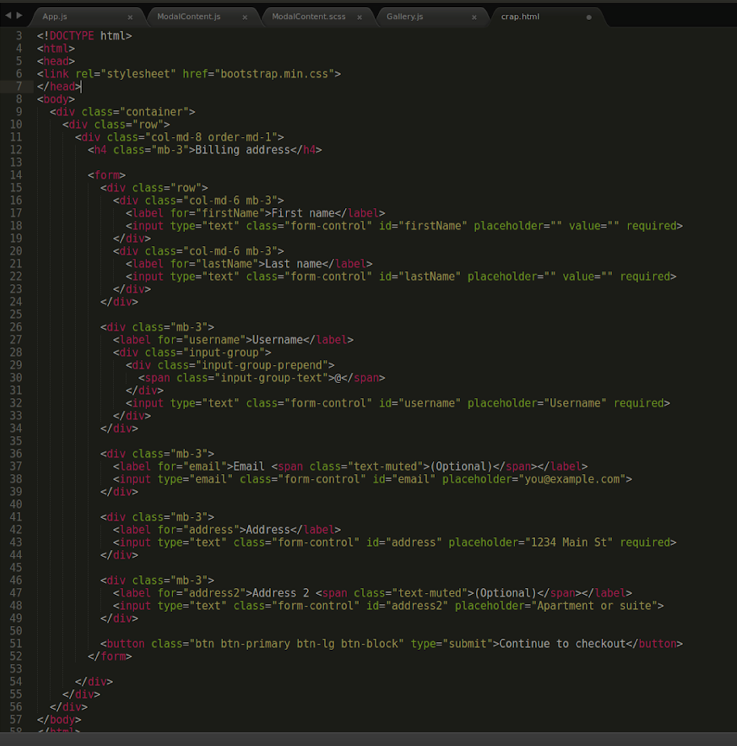 App.js × ModalContent.js × ModalContent.scss × Gallery.js × crap.html
3 <!DOCTYPE html>
4 <html>
5 <head>
6 <link rel="stylesheet" href="bootstrap.min.css">
7 </head>
8 <body>
9 <div class="container">
10 <div class="row">
11 <div class="col-md-8 order-md-1">
12 <h4 class="mb-3">Billing address</h4>
13
14 <form>
15 <div class="row">
16 <div class="col-md-6 mb-3">
17 <label for="firstName">First name</label>
18 <input type="text" class="form-control" id="firstName" placeholder="" value="" required>
19 </div>
20 <div class="col-md-6 mb-3">
21 <label for="lastName">Last name</label>
22 <input type="text" class="form-control" id="lastName" placeholder="" value="" required>
23 </div>
24 </div>
25
26 <div class="mb-3">
27 <label for="username">Username</label>
28 <div class="input-group">
29 <div class="input-group-prepend">
30 <span class="input-group-text">@</span>
31 </div>
32 <input type="text" class="form-control" id="username" placeholder="Username" required>
33 </div>
34 </div>
35
36 <div class="mb-3">
37 <label for="email">Email <span class="text-muted">(Optional)</span></label>
38 <input type="email" class="form-control" id="email" placeholder="you@example.com">
39 </div>
40
41 <div class="mb-3">
42 <label for="address">Address</label>
43 <input type="text" class="form-control" id="address" placeholder="1234 Main St" required>
44 </div>
45
46 <div class="mb-3">
47 <label for="address2">Address 2 <span class="text-muted">(Optional)</span></label>
48 <input type="text" class="form-control" id="address2" placeholder="Apartment or suite">
49 </div>
50
51 <button class="btn btn-primary btn-lg btn-block" type="submit">Continue to checkout</button>
52 </form>
53
54 </div>
55 </div>
56 </div>
57 </body>
58 </html>